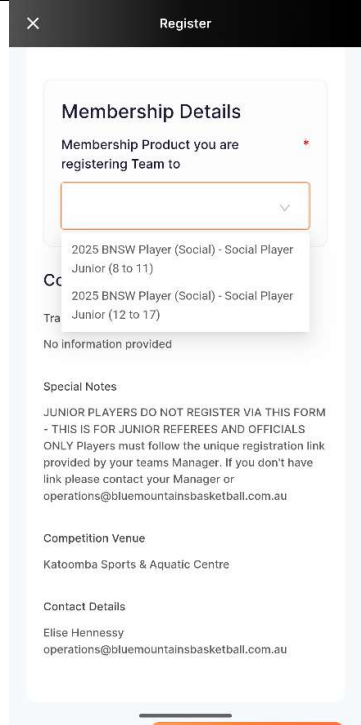 Register
Membership Details
Membership Product you are *
registering Team to
2025 BNSW Player (Social) - Social Player
Junior (8 to 11)
2025 BNSW Player (Social) - Social Player
Junior (12 to 17)
No information provided
Special Notes
JUNIOR PLAYERS DO NOT REGISTER VIA THIS FORM
- THIS IS FOR JUNIOR REFEREES AND OFFICIALS
ONLY Players must follow the unique registration link
provided by your teams Manager. If you don't have
link please contact your Manager or
operations@bluemountainsbasketball.com.au
Competition Venue
Katoomba Sports & Aquatic Centre
Contact Details
Elise Hennessy
operations@bluemountainsbasketball.com.au